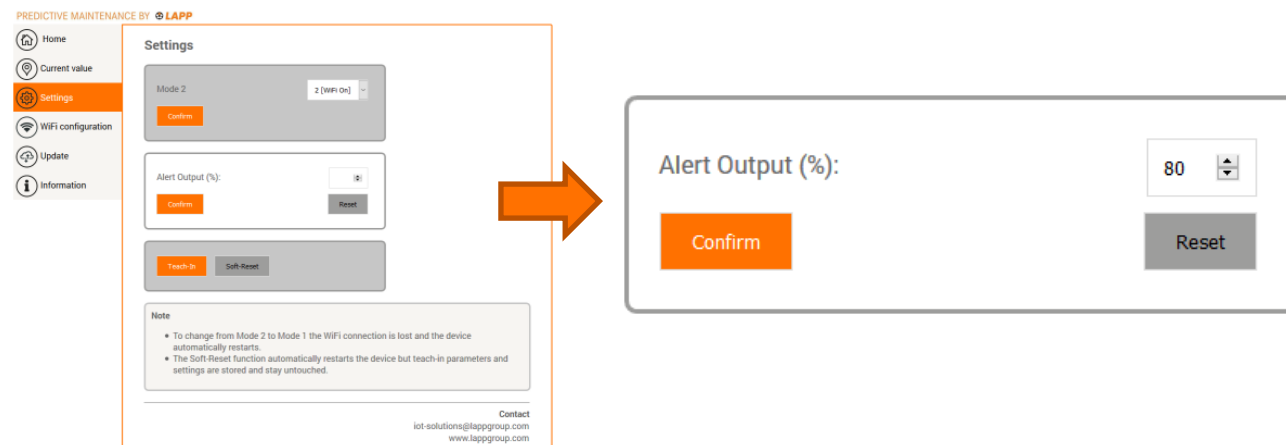 PREDICTIVE MAINTENANCE BY LAPP
Home
Current value
Settings
WiFi configuration
Update
Information
Settings
Mode 2
2 [WiFi On]
Confirm
Alert Output (%):
Confirm
Reset
Teach-In
Soft-Reset
Note
To change from Mode 2 to Mode 1 the WiFi connection is lost and the device
automatically restarts.
The Soft-Reset function automatically restarts the device but teach-in parameters and
settings are stored and stay untouched.
Contact
iot-solutions@lappgroup.com
www.lappgroup.com
Alert Output (%):
80
Confirm
Reset